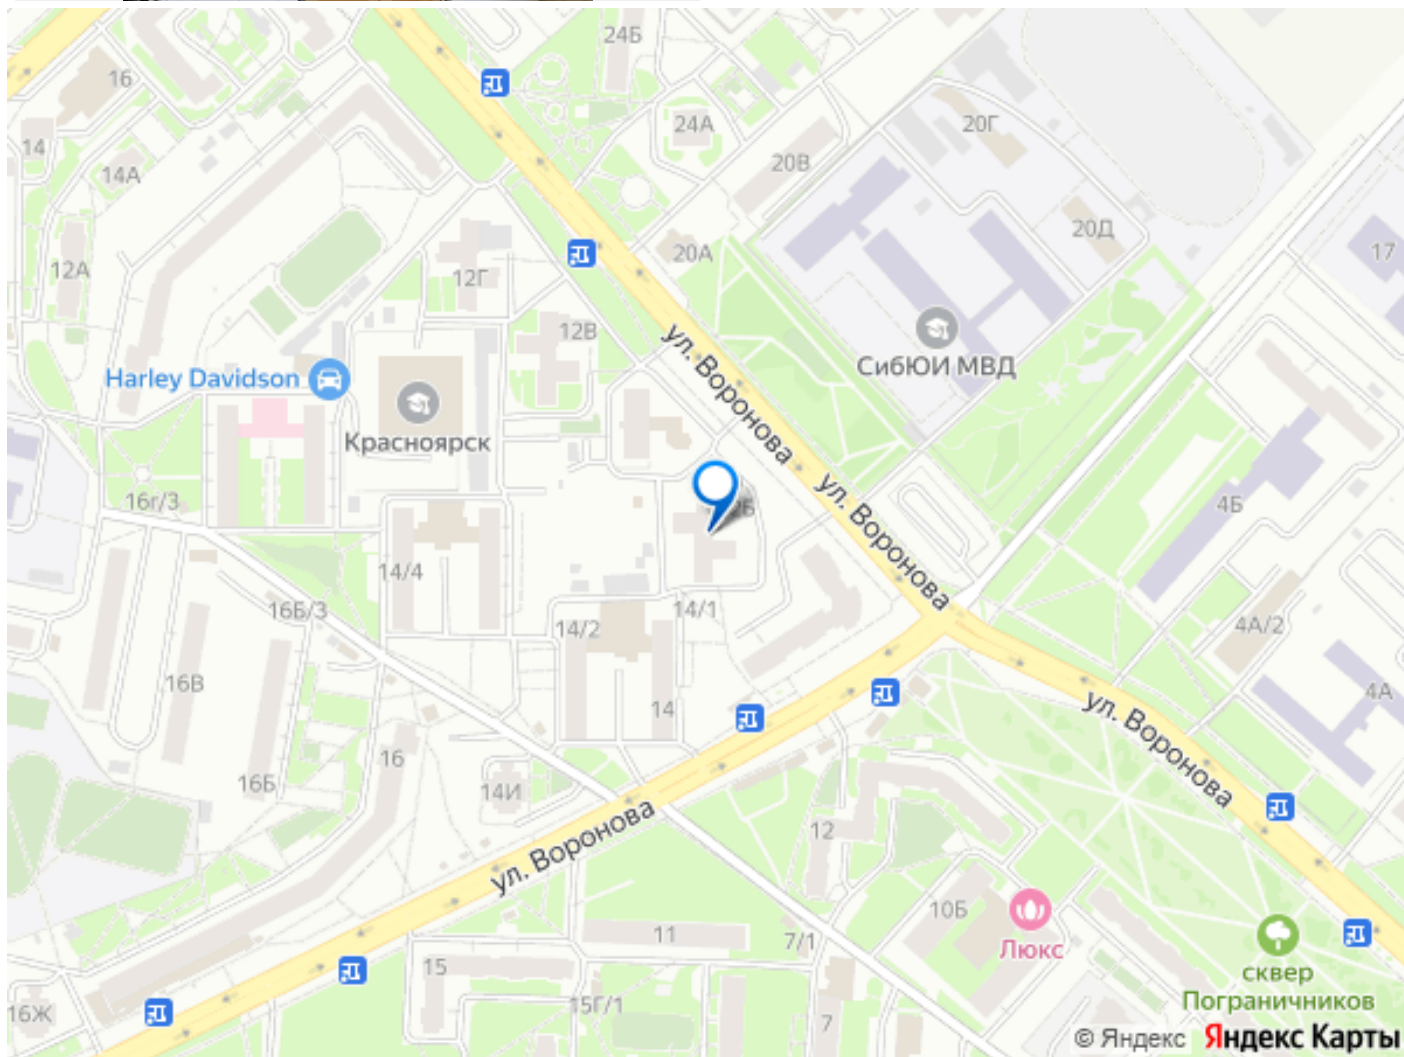 24Б
16
24А
20Г
14
20В
14А
20Д
20А
17
12А
12Г
12В
ул. Воронова
СибЮИ МВД
Harley Davidson
Красноярск
ул. Воронова
16г/3
4Б
14/4
16Б/3
14/1
14/2
4А/2
16В
4А
14
ул. Воронова
16
16Б
14И
ул. Воронова
12
10Б
11
7/1
Люкс
15
сквер
Пограничников
15Г/1
16Ж
7
© Яндекс Яндекс Карты